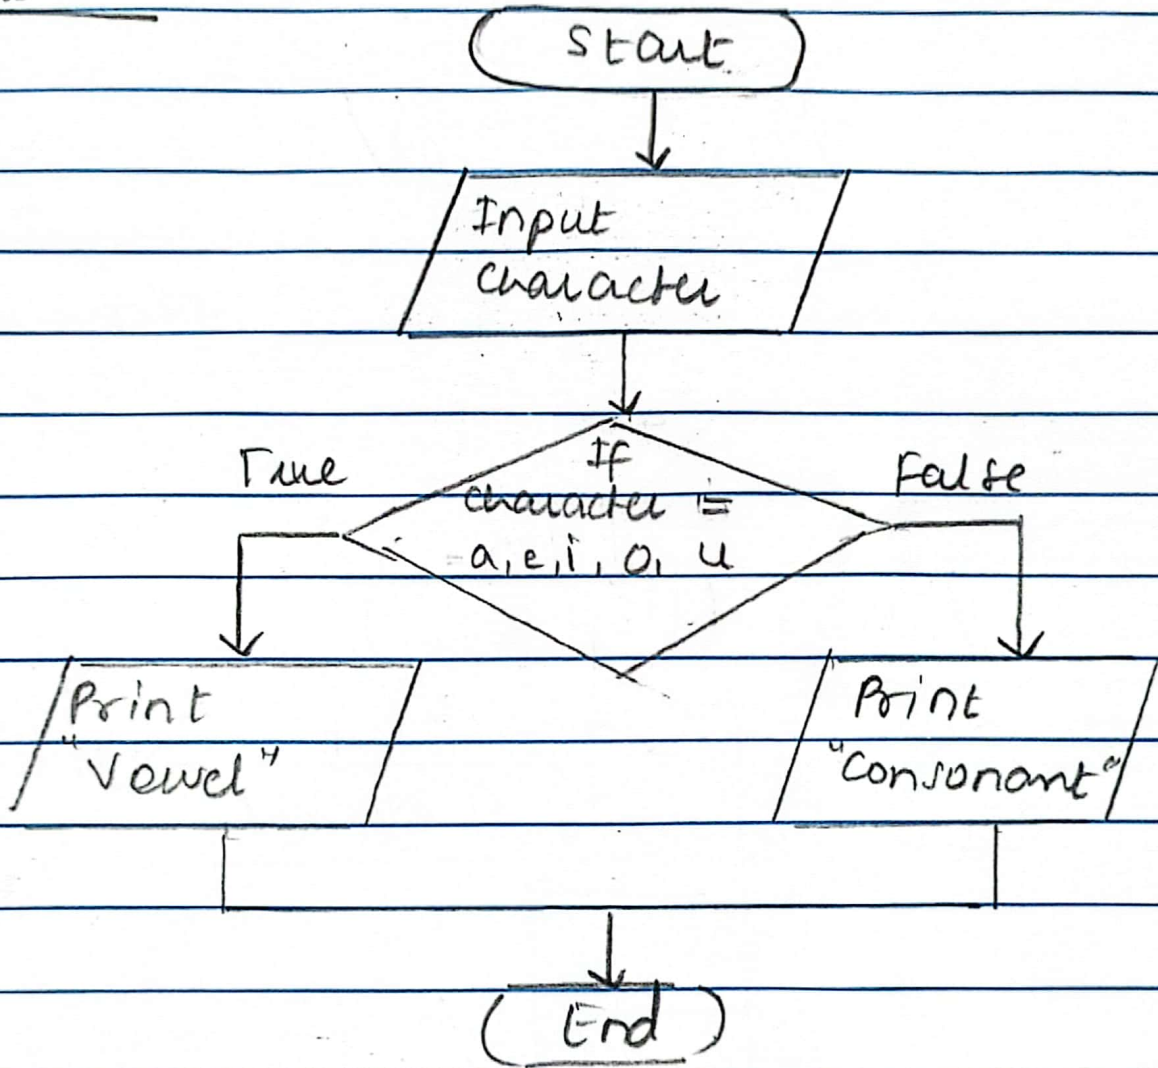 Start
Input
character
If
character =
a, e, i, o, u
True
False
Print
"Vowel"
Print
"Consonant"
End